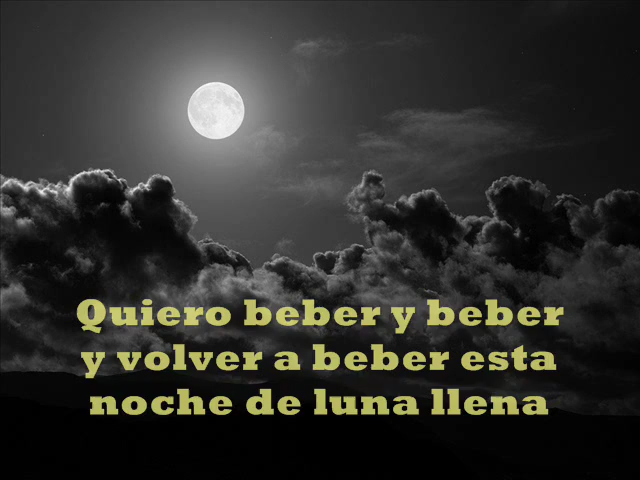 Quiero beber y beber
y volver a beber esta
noche de luna llena